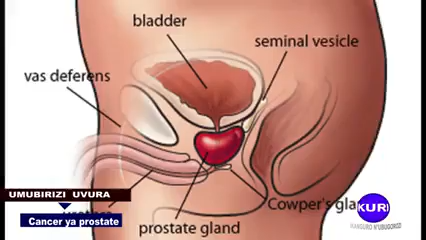 bladder
seminal vesicle
vas deferens
UMUBIRIZI UVURA
Cowper's gla
KURI
Cancer ya prostate
prostate gland